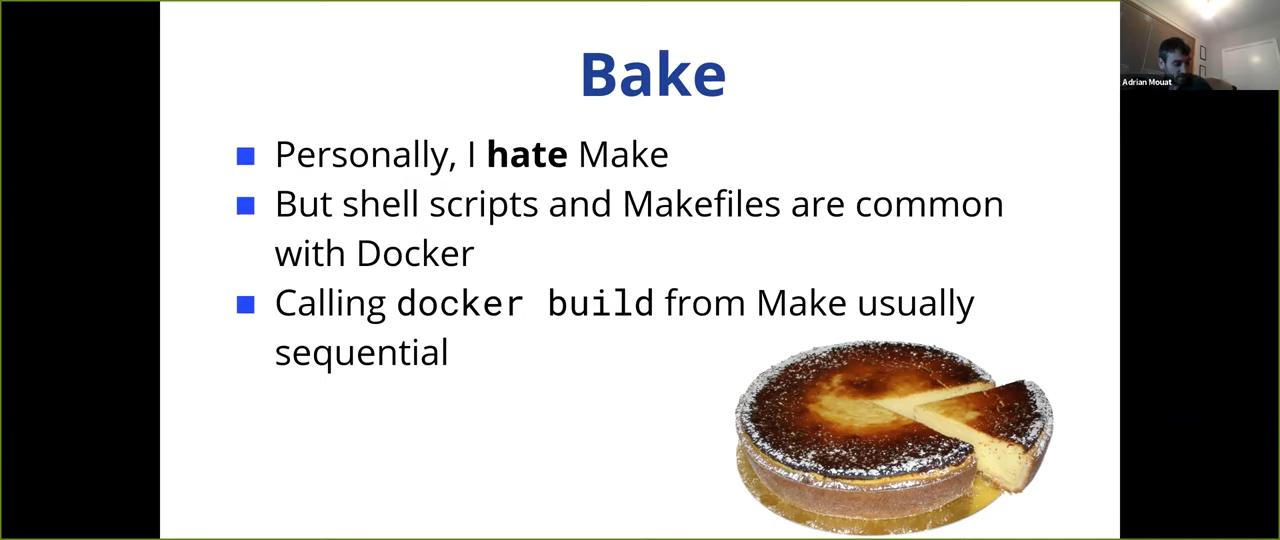 Bake
Personally, I hate Make
But shell scripts and Makefiles are common
with Docker
Calling docker build from Make usually
sequential
Adrian Mouat